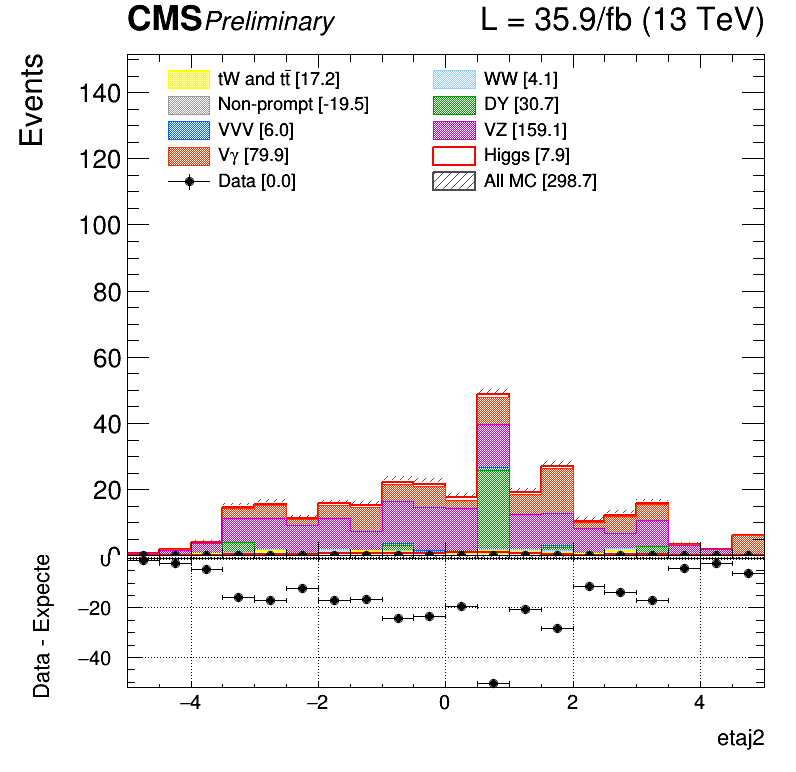 CMS Preliminary L = 35.9/fb (13 TeV)
Events
tW and tt̄ [17.2]
Non-prompt [-19.5]
VVV [6.0]
Vγ [79.9]
Data [0.0]
WW [4.1]
DY [30.7]
VZ [159.1]
Higgs [7.9]
All MC [298.7]
140
120
100
80
60
40
20
0
Data - Expecte
0
−20
−40
−4 −2 0 2 4
etaj2